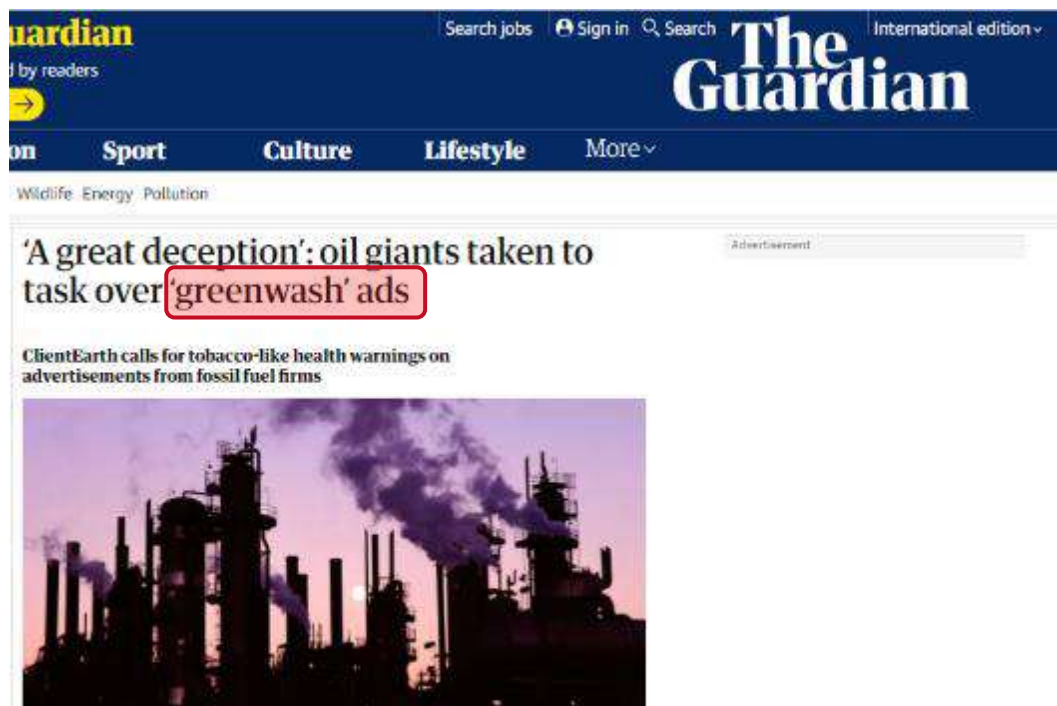 uardian
Search jobs Sign in Search
The
Guardian
International edition
d by readers
on Sport Culture Lifestyle More
Wildlife Energy Pollution
‘A great deception’: oil giants taken to
task over ‘greenwash’ ads
Advertisement
ClientEarth calls for tobacco-like health warnings on
advertisements from fossil fuel firms